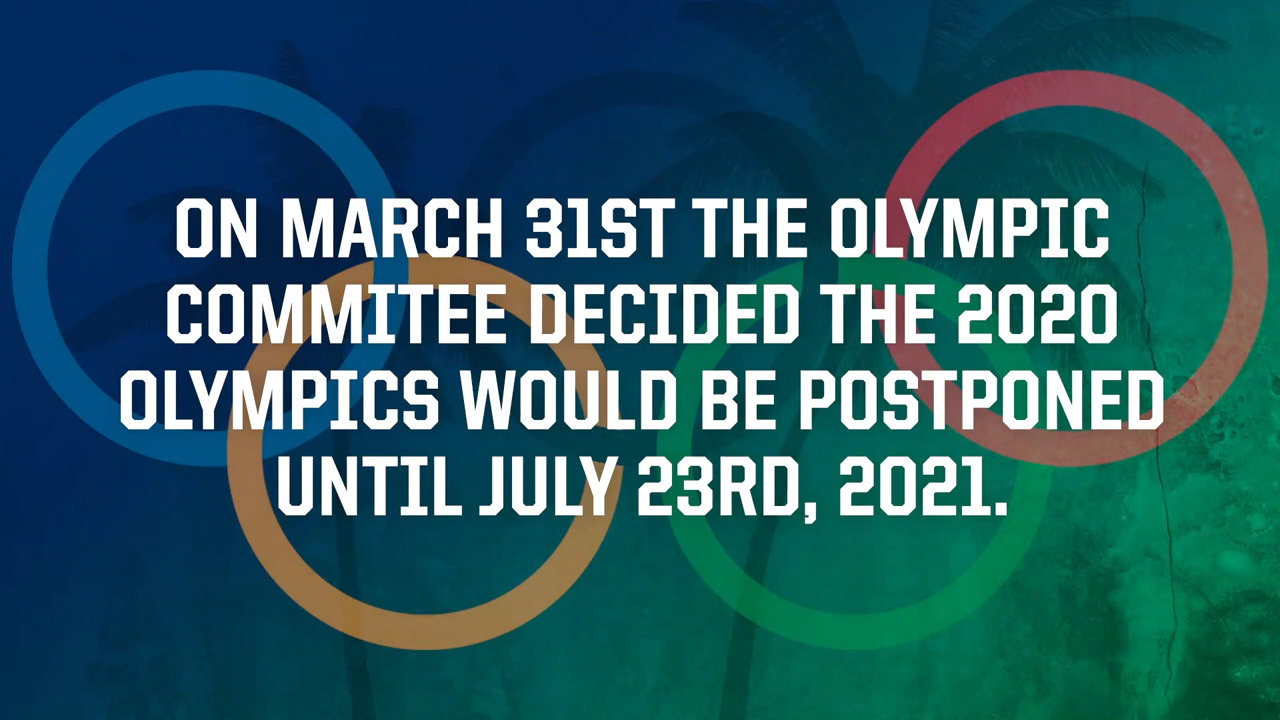 ON MARCH 31ST THE OLYMPIC
COMMITEE DECIDED THE 2020
OLYMPICS WOULD BE POSTPONED
UNTIL JULY 23RD, 2021.